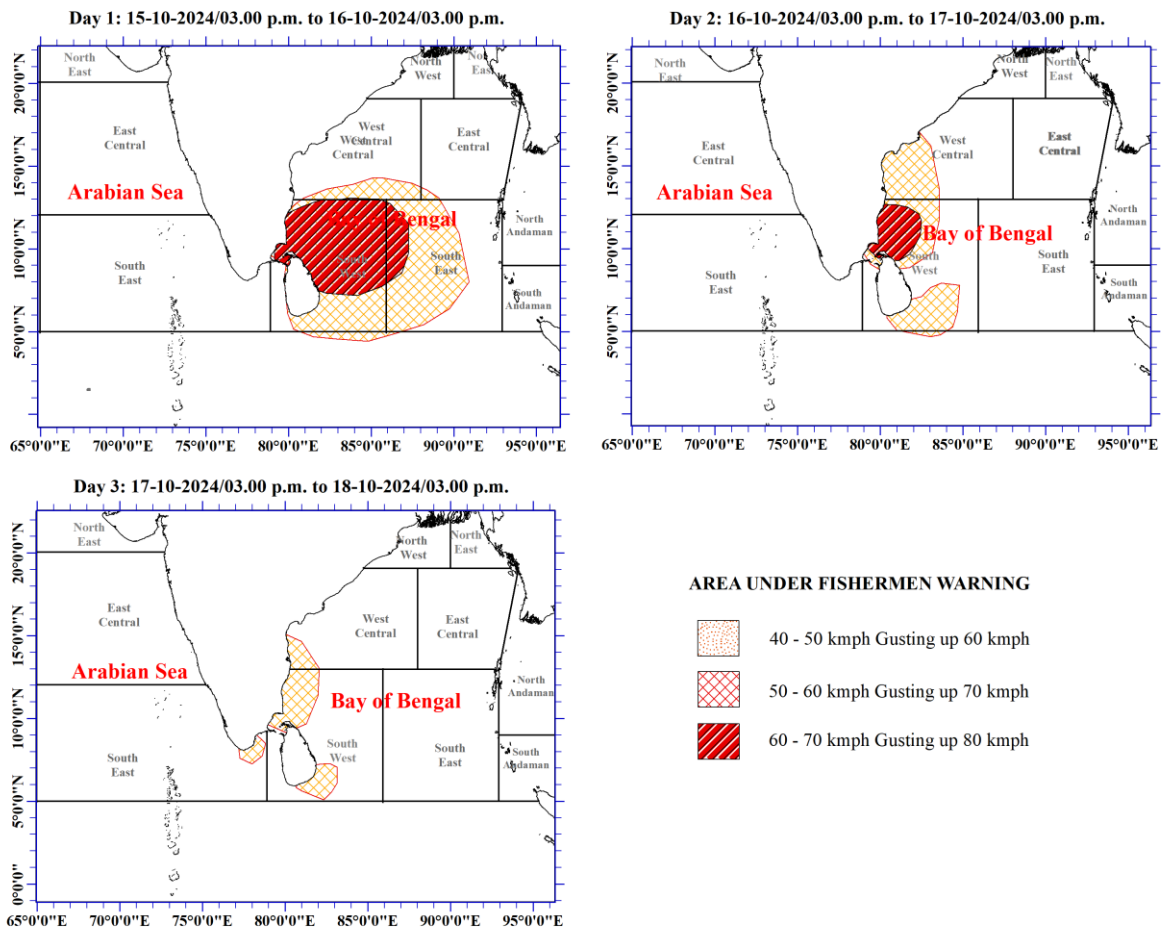 Day 1: 15-10-2024/03.00 p.m. to 16-10-2024/03.00 p.m.
North
East
North
West
North
East
East
Central
West
Central
West
Central
East
Central
Arabian Sea
Bengal
North
Andaman
South
East
South
West
South
East
South
Andaman
20°0'0"N
15°0'0"N
10°0'0"N
5°0'0"N
65°0'0"E 70°0'0"E 75°0'0"E 80°0'0"E 85°0'0"E 90°0'0"E 95°0'0"E
Day 2: 16-10-2024/03.00 p.m. to 17-10-2024/03.00 p.m.
North
East
North
West
North
East
East
Central
West
Central
East
Central
Arabian Sea
Bay of Bengal
North
Andaman
South
East
South
West
South
East
South
Andaman
20°0'0"N
15°0'0"N
10°0'0"N
5°0'0"N
65°0'0"E 70°0'0"E 75°0'0"E 80°0'0"E 85°0'0"E 90°0'0"E 95°0'0"E
Day 3: 17-10-2024/03.00 p.m. to 18-10-2024/03.00 p.m.
North
East
North
West
North
East
East
Central
West
Central
East
Central
Arabian Sea
Bay of Bengal
North
Andaman
South
East
South
West
South
East
South
Andaman
20°0'0"N
15°0'0"N
10°0'0"N
5°0'0"N
0°0'0"
65°0'0"E 70°0'0"E 75°0'0"E 80°0'0"E 85°0'0"E 90°0'0"E 95°0'0"E
AREA UNDER FISHERMEN WARNING
40 - 50 kmph Gusting up 60 kmph
50 - 60 kmph Gusting up 70 kmph
60 - 70 kmph Gusting up 80 kmph